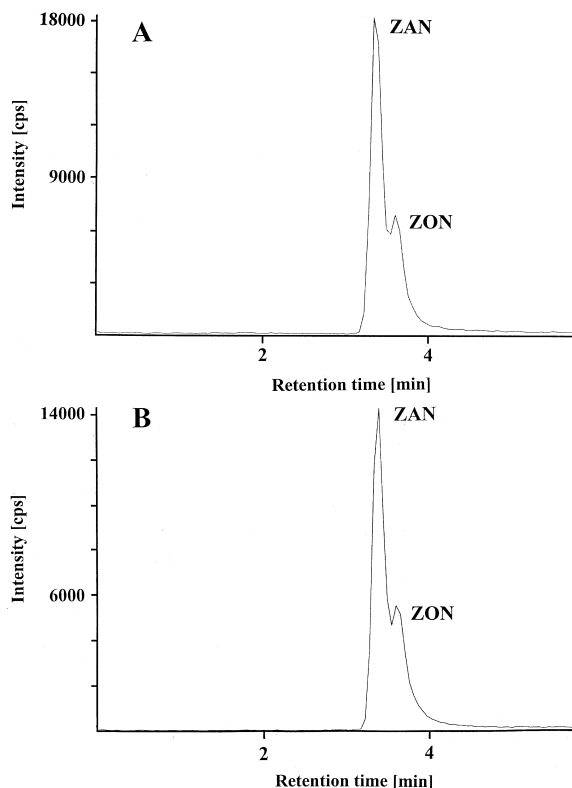 18000
A
ZAN
Intensity [cps]
9000
ZON
2
4
Retention time [min]
14000
B
ZAN
Intensity [cps]
6000
ZON
2
4
Retention time [min]